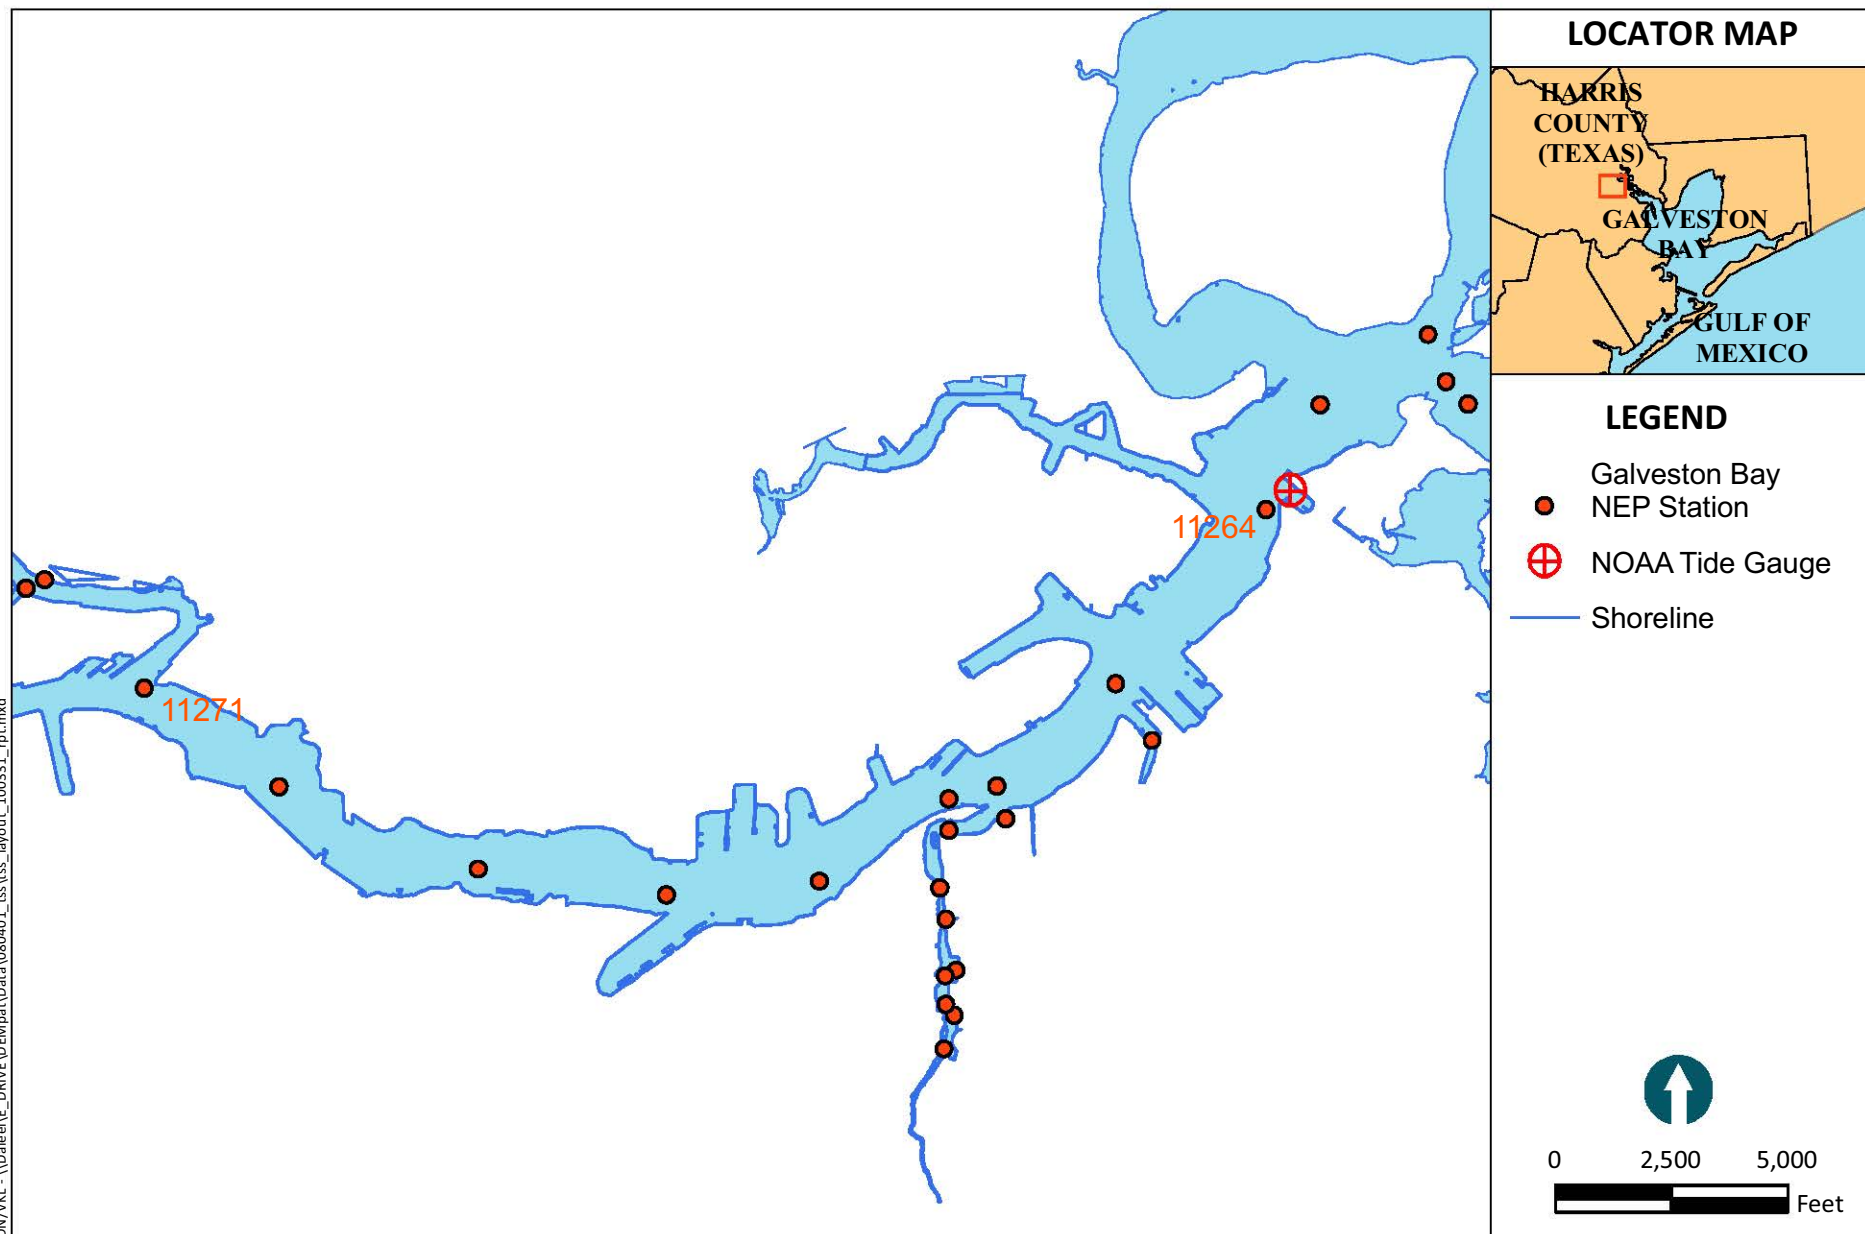 LOCATOR MAP
HARRIS
COUNTY
(TEXAS)
GALVESTON
BAY
GULF OF
MEXICO
LEGEND
Galveston Bay
NEP Station
NOAA Tide Gauge
Shoreline
11264
11271
0 2,500 5,000
Feet